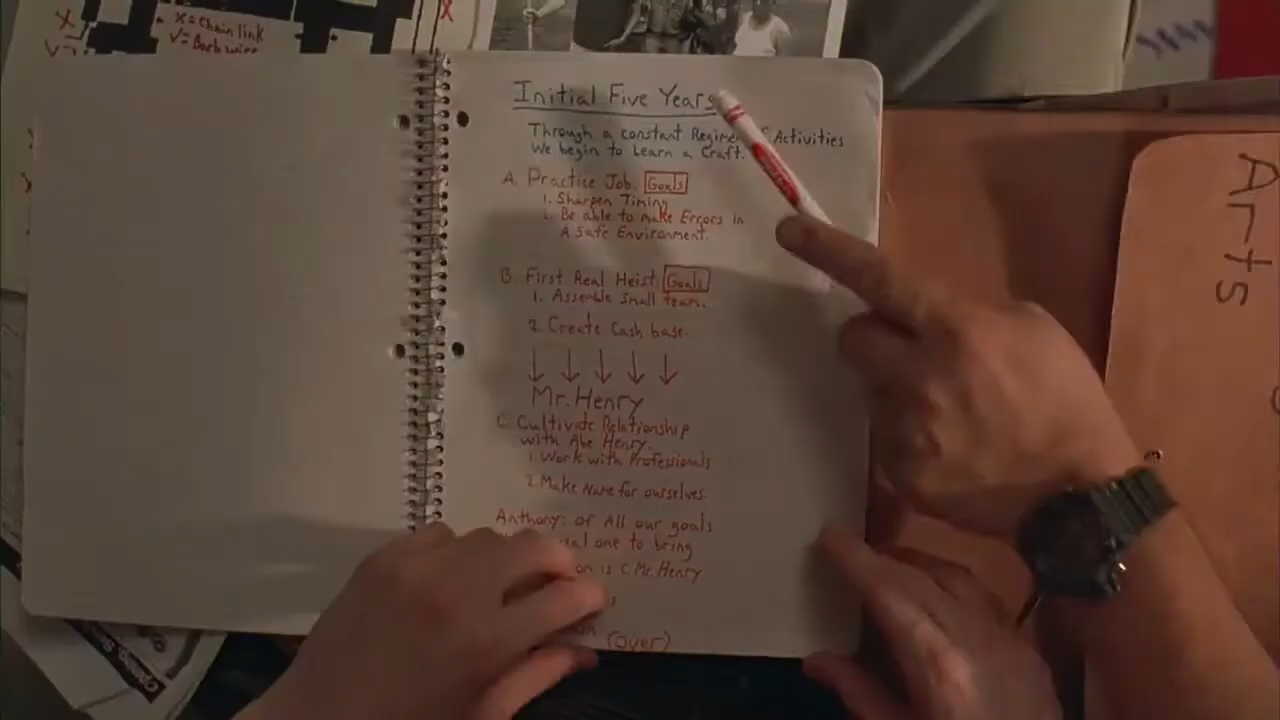 x = Chain link
v = Barb wire
Initial Five Years
Through a constant Activities
We begin to Learn a Craft.
A. Practice Job. Goals
1. Sharpen Timing
Be able to make Errors in
A Safe Environment.
B. First Real Heist Goals
1. Assemble small team.
2. Create Cash base.
Mr. Henry
C. Cultivate Relationship
with Abe Henry.
1. Work with Professionals
2. Make Name for ourselves.
Anthony: of All our goals
one to bring
is C Mr. Henry
(over)
Arts